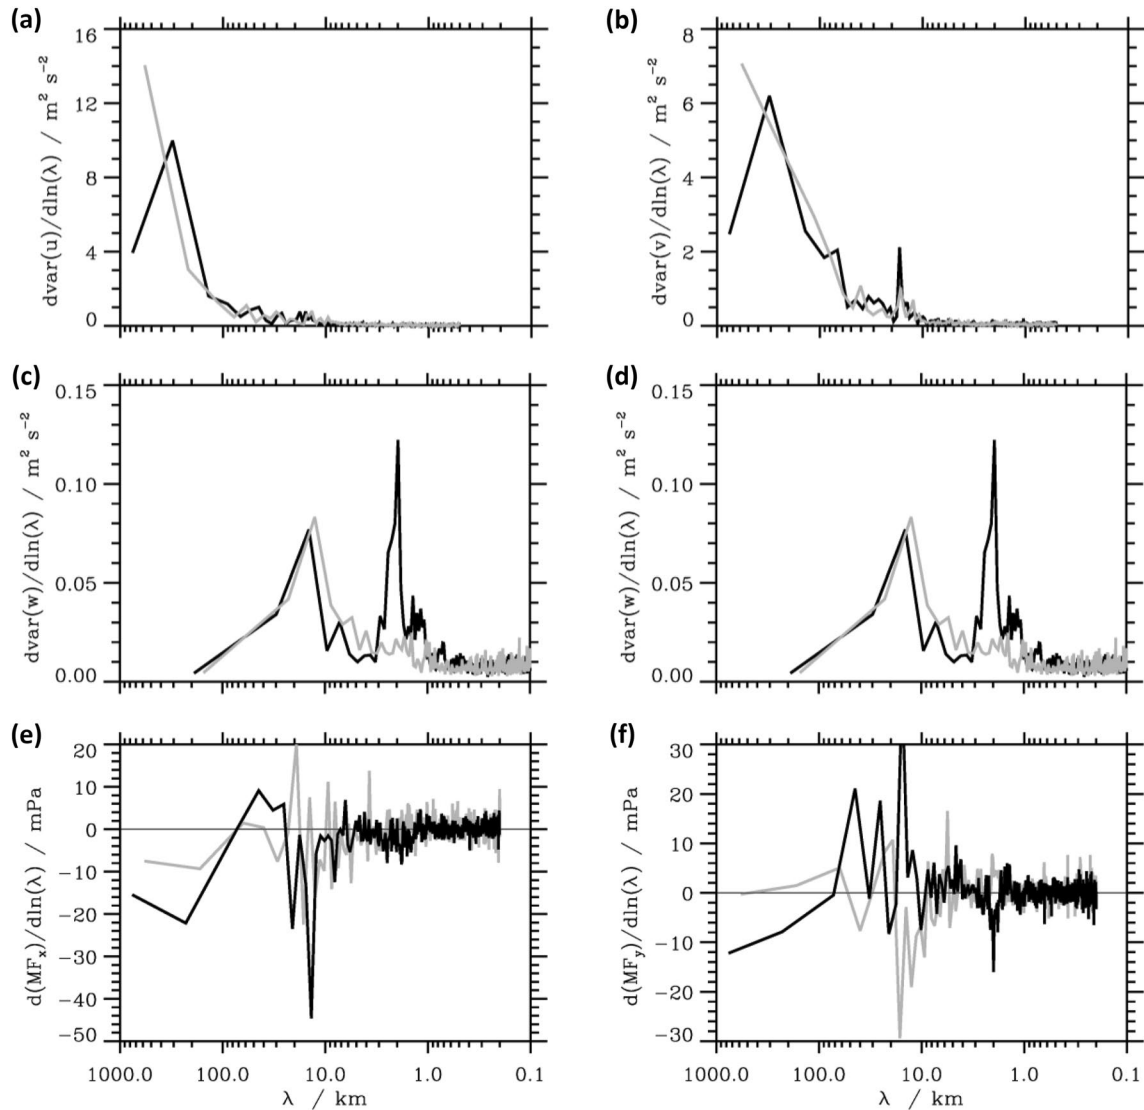 (a)
16
12
8
4
0
dvar(u)/dln(λ) / m² s⁻²
(b)
8
6
4
2
0
dvar(v)/dln(λ) / m² s⁻²
(c)
0.15
0.10
0.05
0.00
dvar(w)/dln(λ) / m² s⁻²
(d)
0.15
0.10
0.05
0.00
dvar(w)/dln(λ) / m² s⁻²
(e)
20
10
0
−10
−20
−30
−40
−50
d(MFₓ)/dln(λ) / mPa
1000.0 100.0 10.0 1.0 0.1
λ / km
(f)
30
20
10
0
−10
−20
−30
d(MF_y)/dln(λ) / mPa
1000.0 100.0 10.0 1.0 0.1
λ / km